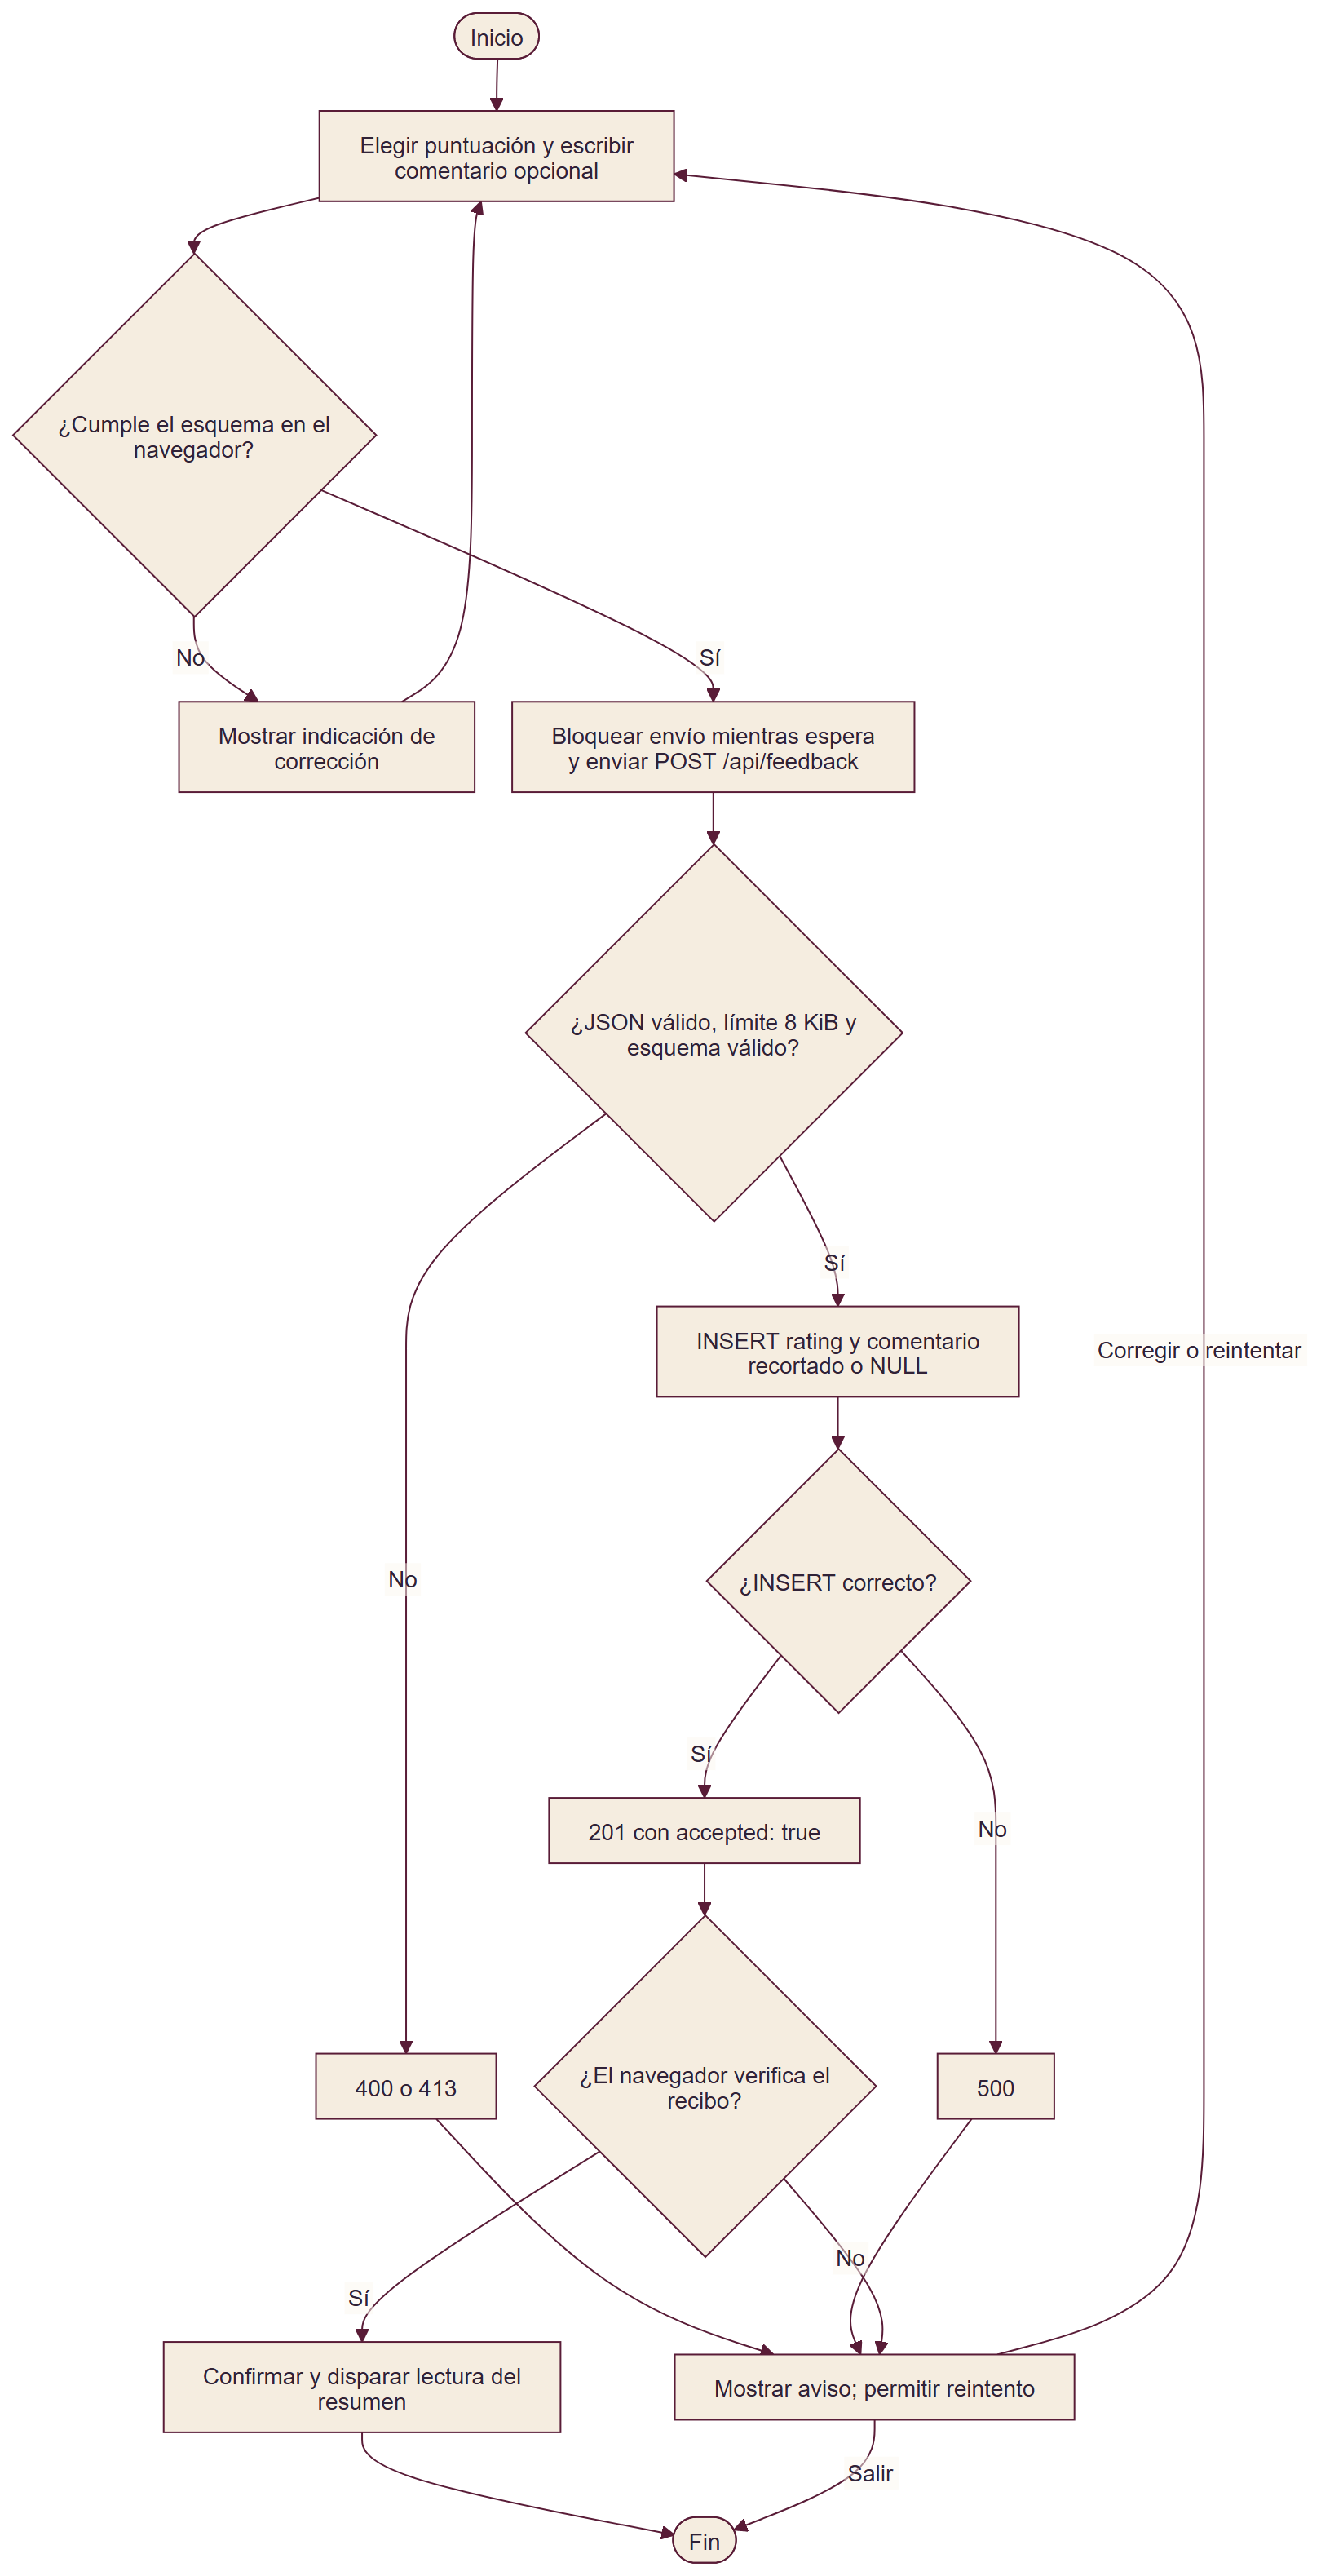 Inicio
Elegir puntuación y escribir
comentario opcional
¿Cumple el esquema en el
navegador?
No
Sí
Mostrar indicación de
corrección
Bloquear envío mientras espera
y enviar POST /api/feedback
¿JSON válido, límite 8 KiB y
esquema válido?
Sí
INSERT rating y comentario
recortado o NULL
Corregir o reintentar
No
¿INSERT correcto?
Sí
No
201 con accepted: true
400 o 413
¿El navegador verifica el
recibo?
500
No
Sí
Confirmar y disparar lectura del
resumen
Mostrar aviso; permitir reintento
Salir
Fin